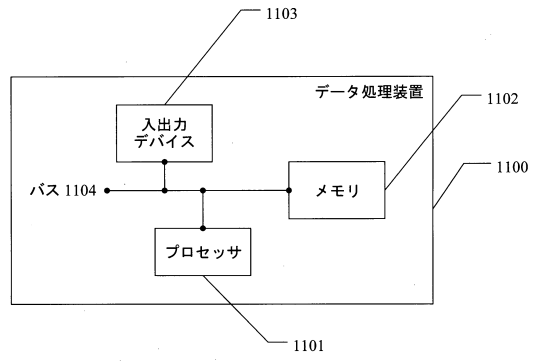 1103
データ処理装置
1102
入出力
デバイス
1100
バス 1104
メモリ
プロセッサ
1101